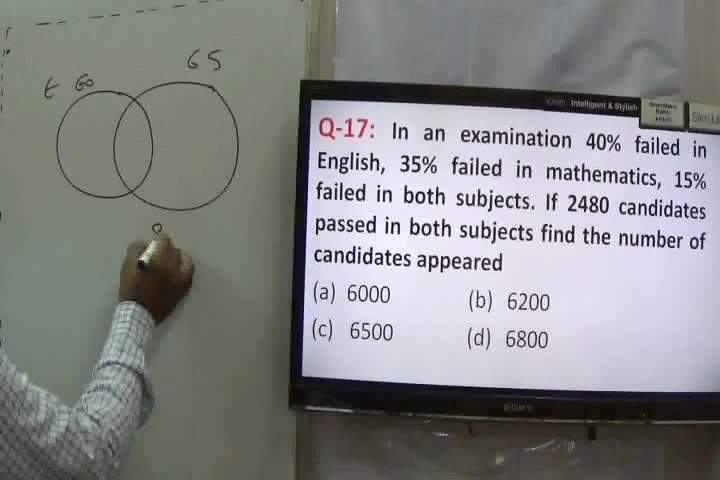 65
E 60
Intelligent & Stylish
Slim
Q-17: In an examination 40% failed in
English, 35% failed in mathematics, 15%
failed in both subjects. If 2480 candidates
passed in both subjects find the number of
candidates appeared
(a) 6000
(b) 6200
(c) 6500
(d) 6800